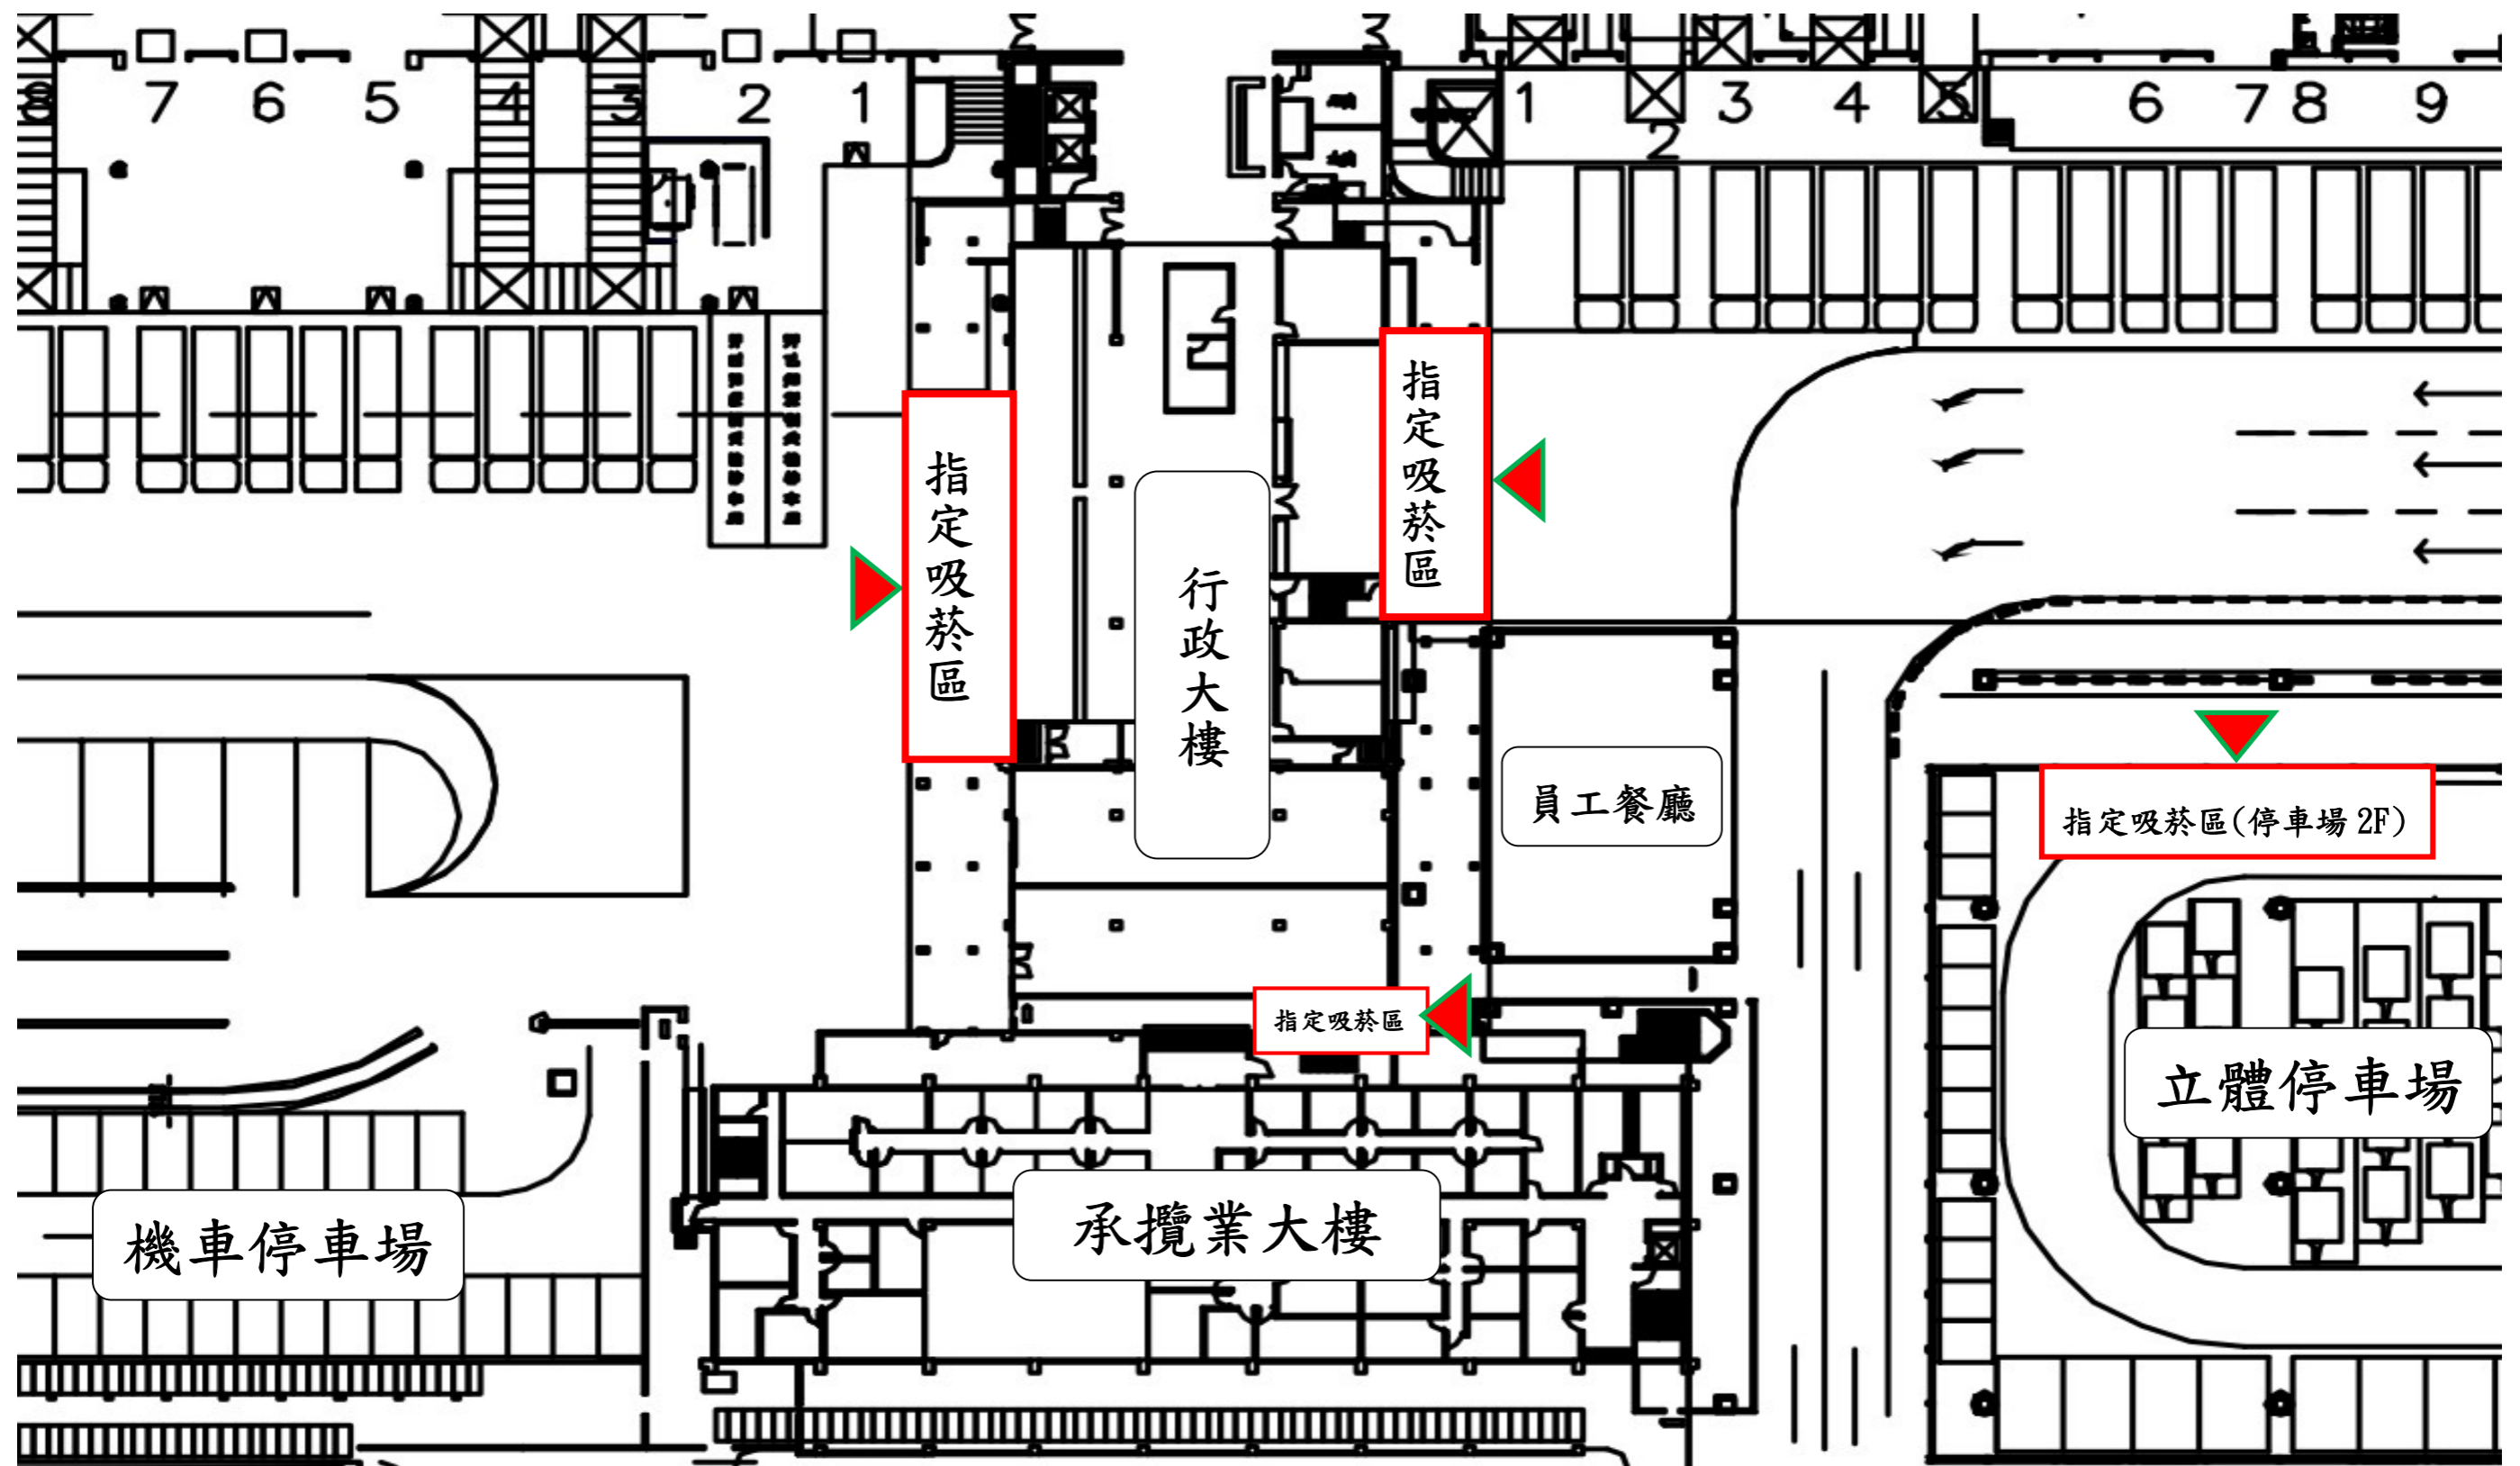 8 7 6 5 4 3 2 1
1 2 3 4 5 6 7 8 9
指定吸菸區
指定吸菸區
行政大樓
員工餐廳
指定吸菸區(停車場 2F)
指定吸菸區
立體停車場
承攬業大樓
機車停車場